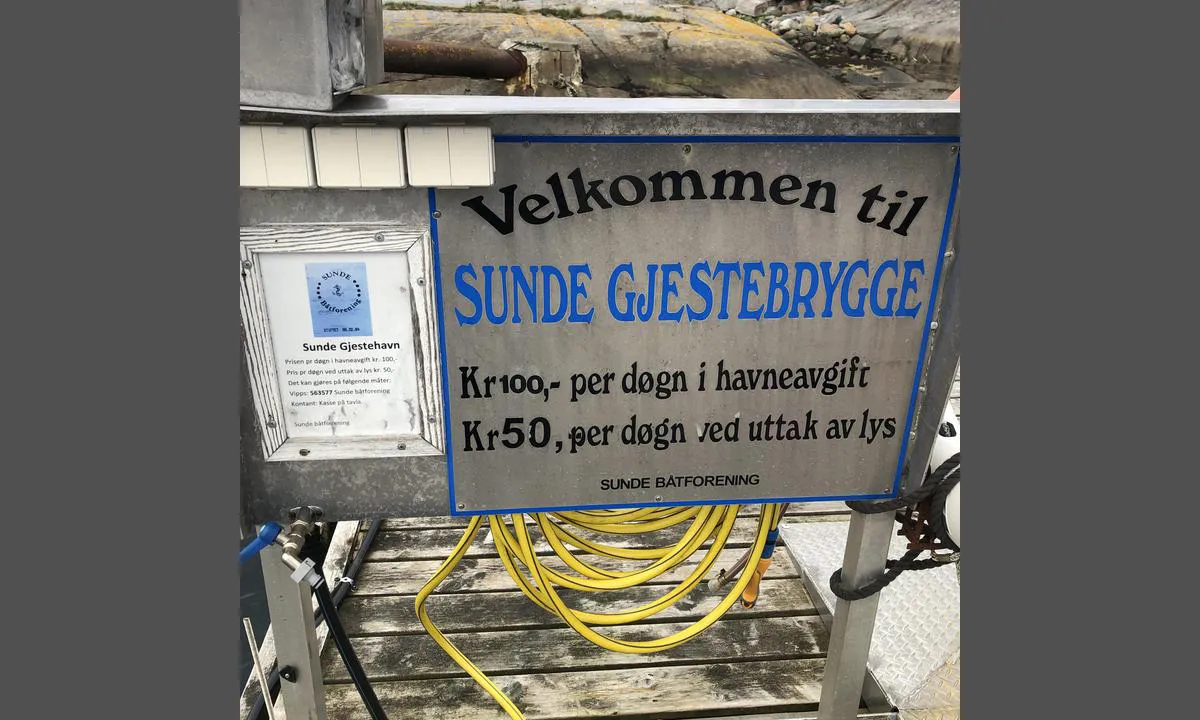 Velkommen til
SUNDE GJESTEBRYGGE
Kr100,- per døgn i havneavgift
Kr50, per døgn ved uttak av lys
SUNDE BÅTFORENING
SUNDE
Båtforening
STIFTET
Sunde Gjestehavn
Prisen pr døgn i havneavgift kr. 100,-
Pris pr døgn ved uttak av lys kr. 50,-
Det kan gjøres på følgende måter:
Vipps: 563577 Sunde båtforening
Kontant: Kasse på tavla
Sunde båtforening